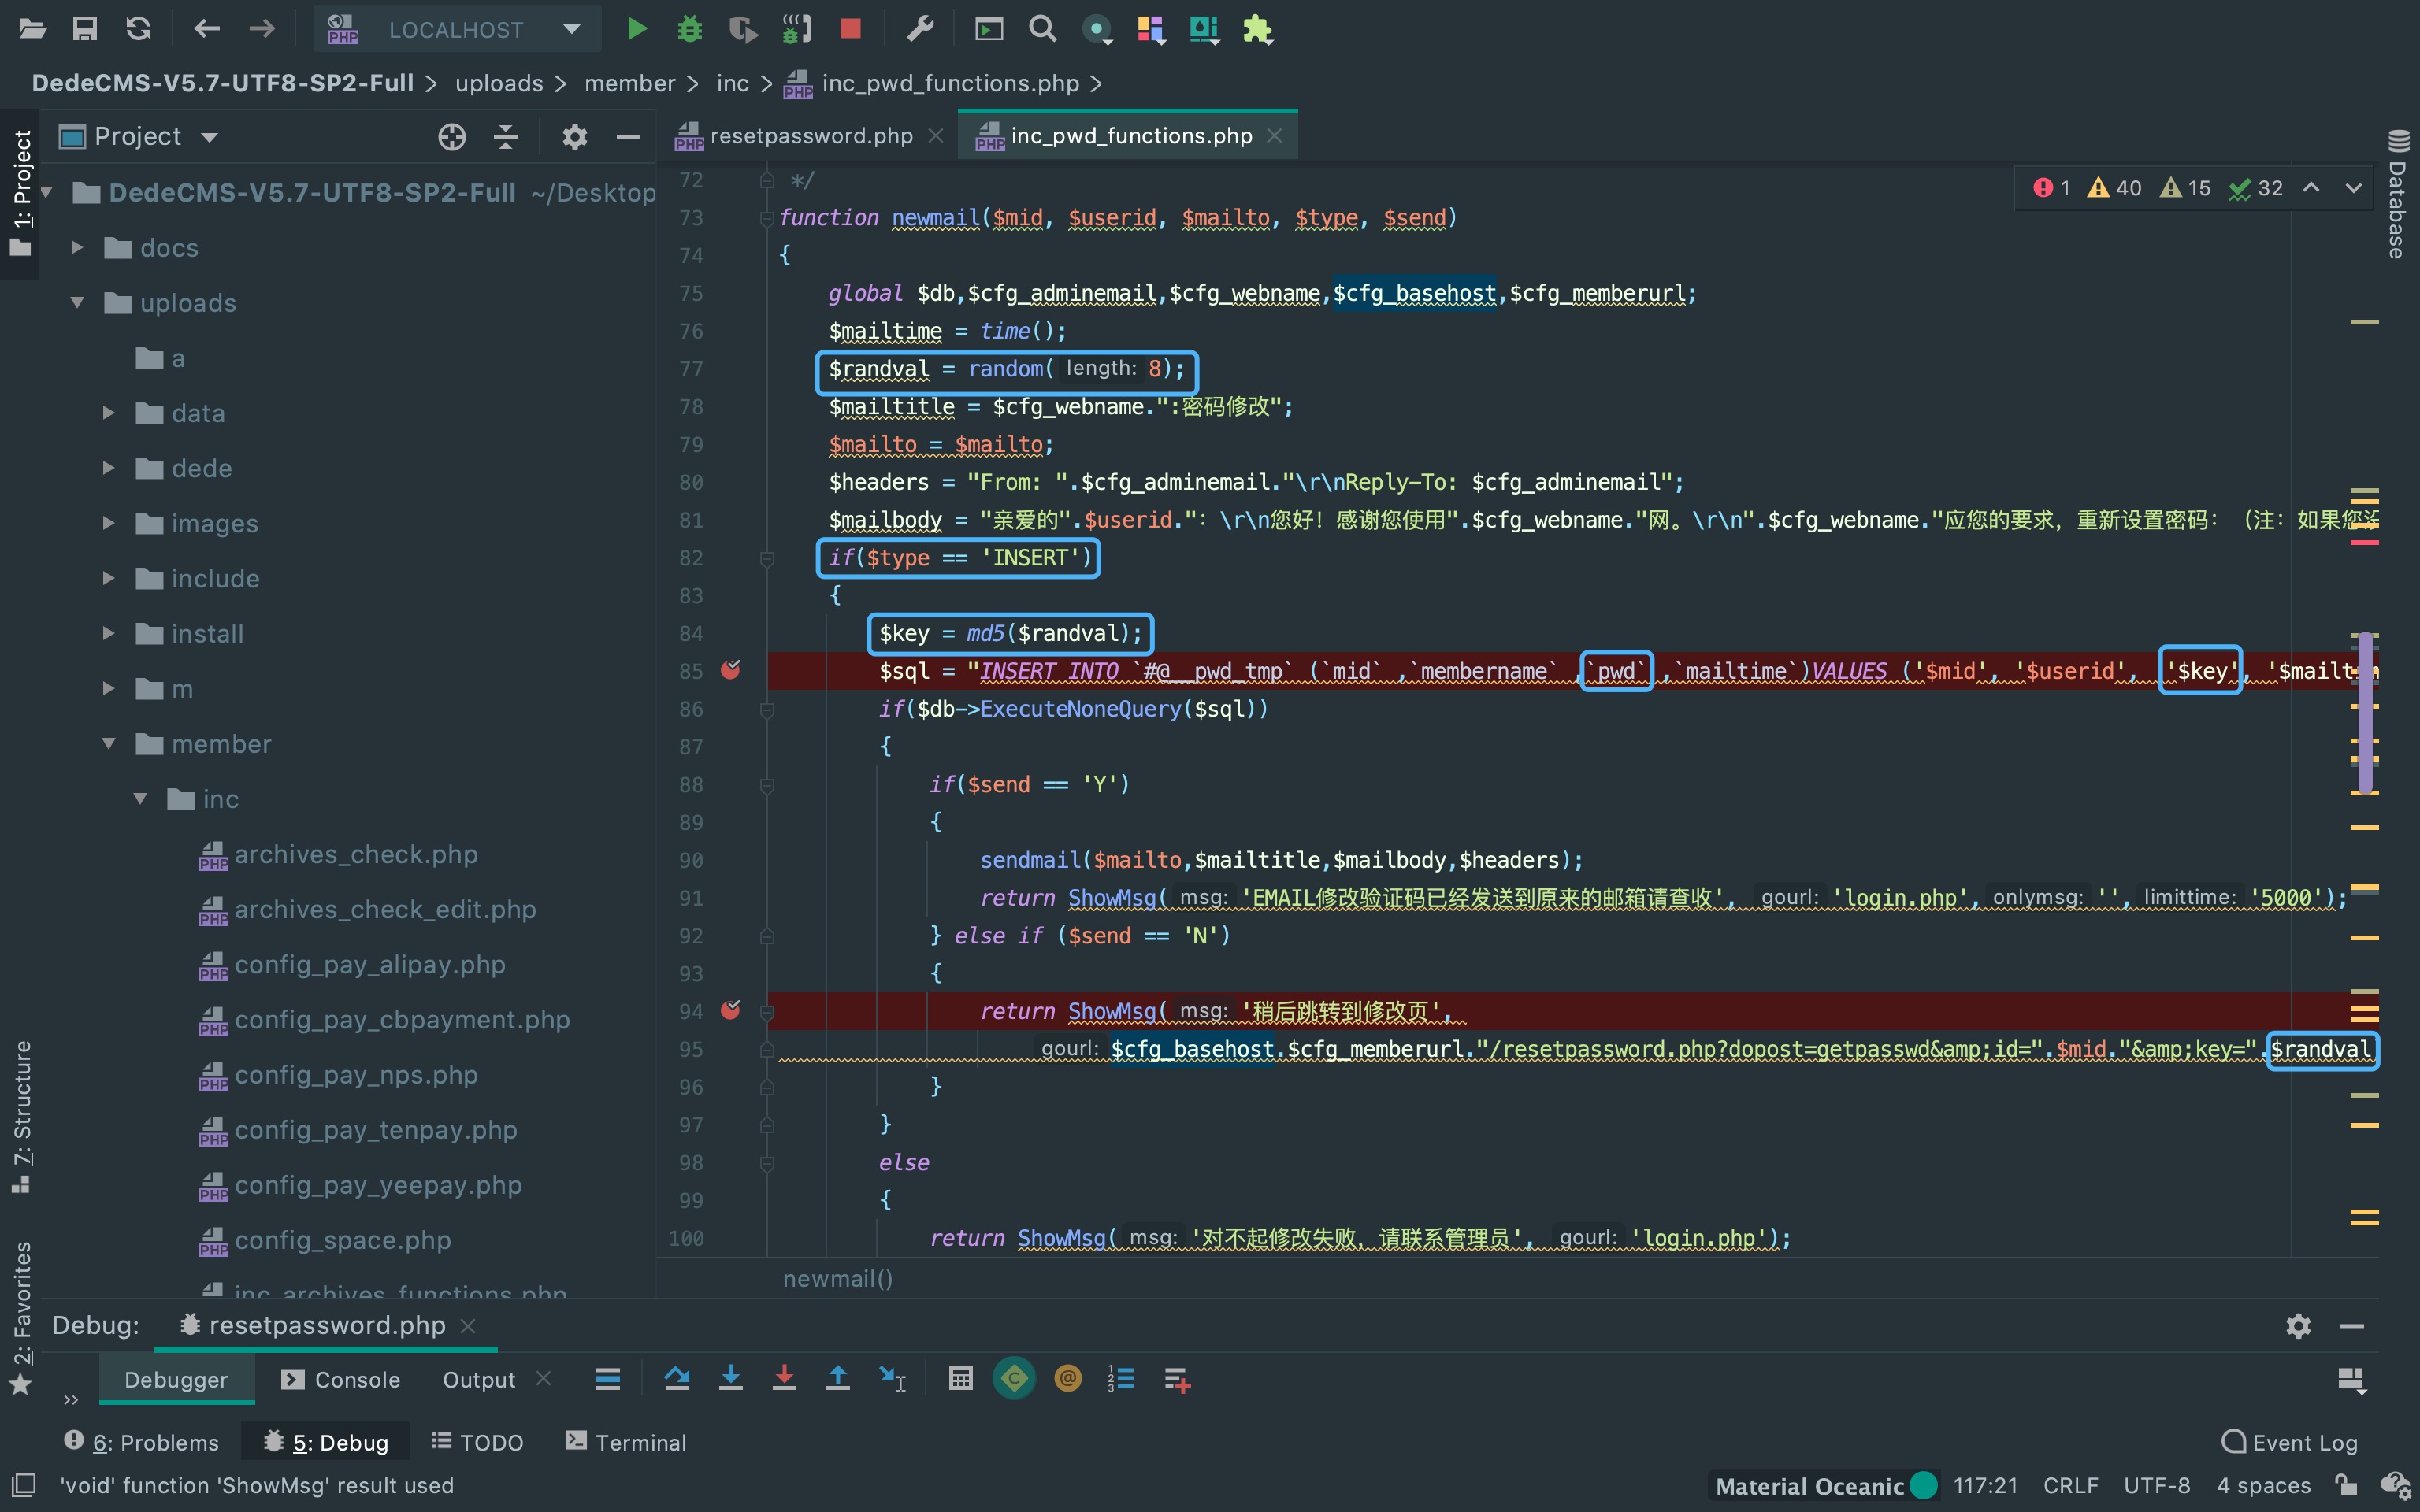 LOCALHOST
DedeCMS-V5.7-UTF8-SP2-Full > uploads > member > inc > inc_pwd_functions.php >
1: Project
Project
DedeCMS-V5.7-UTF8-SP2-Full ~/Desktop
docs
uploads
a
data
dede
images
include
install
m
member
inc
archives_check.php
archives_check_edit.php
config_pay_alipay.php
config_pay_cbpayment.php
config_pay_nps.php
config_pay_tenpay.php
config_pay_yeepay.php
config_space.php
inc_archives_functions.php
resetpassword.php
inc_pwd_functions.php
1 40 15 32
Database
72 */
73 function newmail($mid, $userid, $mailto, $type, $send)
74 {
75 global $db,$cfg_adminemail,$cfg_webname,$cfg_basehost,$cfg_memberurl;
76 $mailtime = time();
77 $randval = random( length: 8);
78 $mailtitle = $cfg_webname.":密码修改";
79 $mailto = $mailto;
80 $headers = "From: ".$cfg_adminemail."\r\nReply-To: $cfg_adminemail";
81 $mailbody = "亲爱的".$userid."：\r\n您好！感谢您使用".$cfg_webname."网。\r\n".$cfg_webname."应您的要求，重新设置密码：（注：如果您没
82 if($type == 'INSERT')
83 {
84 $key = md5($randval);
85 $sql = "INSERT INTO `#@__pwd_tmp` (`mid` ,`membername` ,`pwd` ,`mailtime`)VALUES ('$mid', '$userid', '$key', '$mailtim
86 if($db->ExecuteNoneQuery($sql))
87 {
88 if($send == 'Y')
89 {
90 sendmail($mailto,$mailtitle,$mailbody,$headers);
91 return ShowMsg( msg: 'EMAIL修改验证码已经发送到原来的邮箱请查收', gourl: 'login.php', onlymsg: '', limittime: '5000');
92 } else if ($send == 'N')
93 {
94 return ShowMsg( msg: '稍后跳转到修改页',
95 gourl: $cfg_basehost.$cfg_memberurl."/resetpassword.php?dopost=getpasswd&amp;id=".$mid."&amp;key=".$randval
96 }
97 }
98 else
99 {
100 return ShowMsg( msg: '对不起修改失败，请联系管理员', gourl: 'login.php');
newmail()
7: Structure
2: Favorites
Debug: resetpassword.php
Debugger Console Output
6: Problems 5: Debug TODO Terminal Event Log
'void' function 'ShowMsg' result used Material Oceanic 117:21 CRLF UTF-8 4 spaces